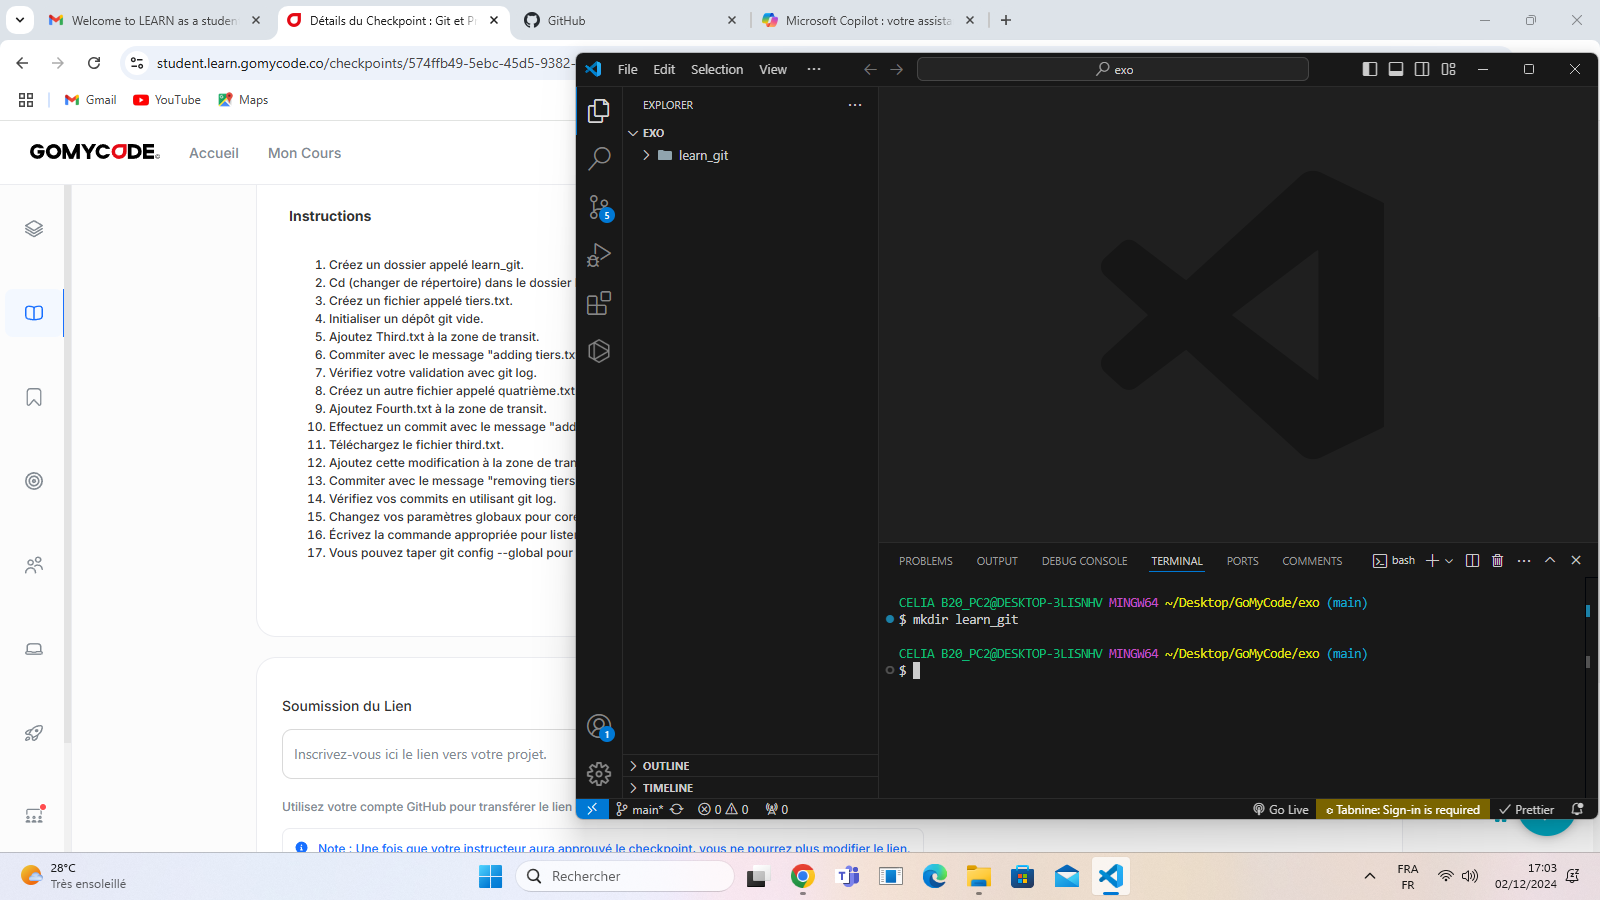 Welcome to LEARN as a studen
Détails du Checkpoint : Git et P
GitHub
Microsoft Copilot : votre assista
student.learn.gomycode.co/checkpoints/574ffb49-5ebc-45d5-9382-
Gmail
YouTube
Maps
GOMYCODE
Accueil
Mon Cours
Instructions
1. Créez un dossier appelé learn_git.
2. Cd (changer de répertoire) dans le dossier
3. Créez un fichier appelé tiers.txt.
4. Initialiser un dépôt git vide.
5. Ajoutez Third.txt à la zone de transit.
6. Commiter avec le message "adding tiers.tx
7. Vérifiez votre validation avec git log.
8. Créez un autre fichier appelé quatrième.txt
9. Ajoutez Fourth.txt à la zone de transit.
10. Effectuez un commit avec le message "add
11. Téléchargez le fichier third.txt.
12. Ajoutez cette modification à la zone de tran
13. Commiter avec le message "removing tiers
14. Vérifiez vos commits en utilisant git log.
15. Changez vos paramètres globaux pour core
16. Écrivez la commande appropriée pour lister
17. Vous pouvez taper git config --global pour
Soumission du Lien
Inscrivez-vous ici le lien vers votre projet.
Utilisez votre compte GitHub pour transférer le lien
Note : Une fois que votre instructeur aura approuvé le checkpoint, vous ne pourrez plus modifier le lien.
File Edit Selection View
exo
EXPLORER
EXO
learn_git
5
1
OUTLINE
TIMELINE
PROBLEMS OUTPUT DEBUG CONSOLE TERMINAL PORTS COMMENTS
bash
CELIA B20_PC2@DESKTOP-3LISNHV MINGW64 ~/Desktop/GoMyCode/exo (main)
$ mkdir learn_git
CELIA B20_PC2@DESKTOP-3LISNHV MINGW64 ~/Desktop/GoMyCode/exo (main)
$
main* 0 0 0
Go Live
Tabnine: Sign-in is required
Prettier
28°C
Très ensoleillé
Rechercher
FRA
FR
17:03
02/12/2024